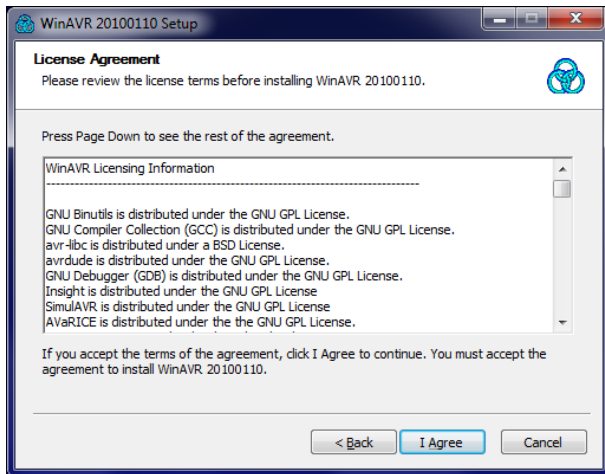 WinAVR 20100110 Setup
License Agreement
Please review the license terms before installing WinAVR 20100110.
Press Page Down to see the rest of the agreement.
WinAVR Licensing Information
------------------------------------------------------------------------------
GNU Binutils is distributed under the GNU GPL License.
GNU Compiler Collection (GCC) is distributed under the GNU GPL License.
avr-libc is distributed under a BSD License.
avrdude is distributed under the GNU GPL License.
GNU Debugger (GDB) is distributed under the GNU GPL License.
Insight is distributed under the GNU GPL License
SimulAVR is distributed under the GNU GPL License
AVaRICE is distributed under the the GNU GPL License.
If you accept the terms of the agreement, click I Agree to continue. You must accept the
agreement to install WinAVR 20100110.
< Back I Agree Cancel